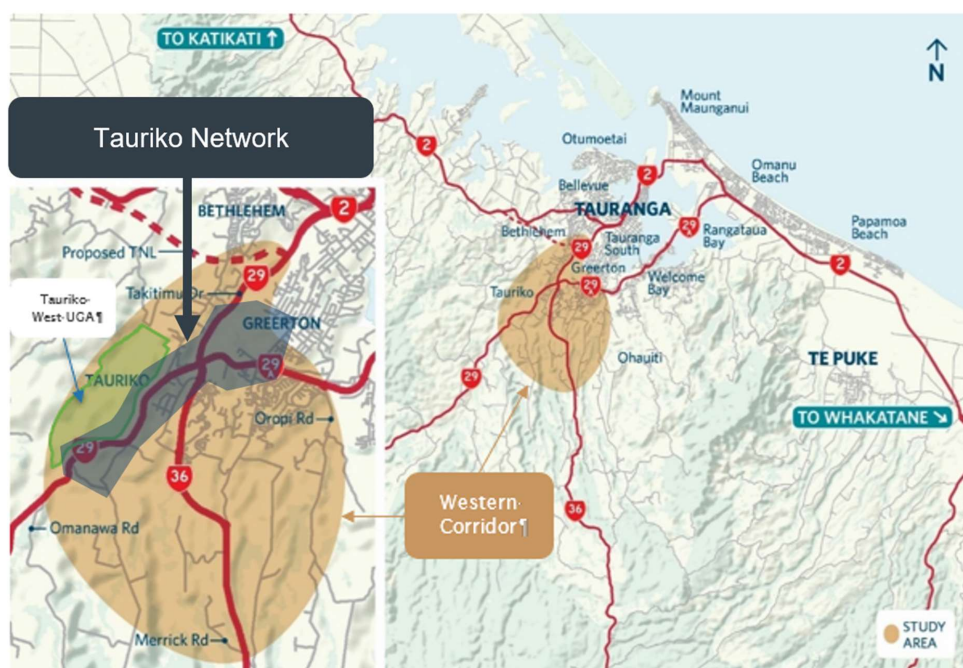 TO KATIKATI ↑
N
Tauriko Network
Mount
Maunganui
Otumoetai
2
2
Omanu
Beach
Bellevue
TAURANGA
Bethlehem
Tauranga
South
29
Greerton
29A
Rangataua
Bay
29A
Papamoa
Beach
2
Tauriko
Welcome
Bay
Ohauiti
29
TE PUKE
TO WHAKATANE ↘
36
BETHLEHEM
2
Proposed TNL
29
Takitimu Dr
Tauriko-
West·UGA¶
GREERTON
TAURIKO
29A
Oropi Rd
29
36
Omanawa Rd
Merrick Rd
Western·
Corridor¶
STUDY
AREA